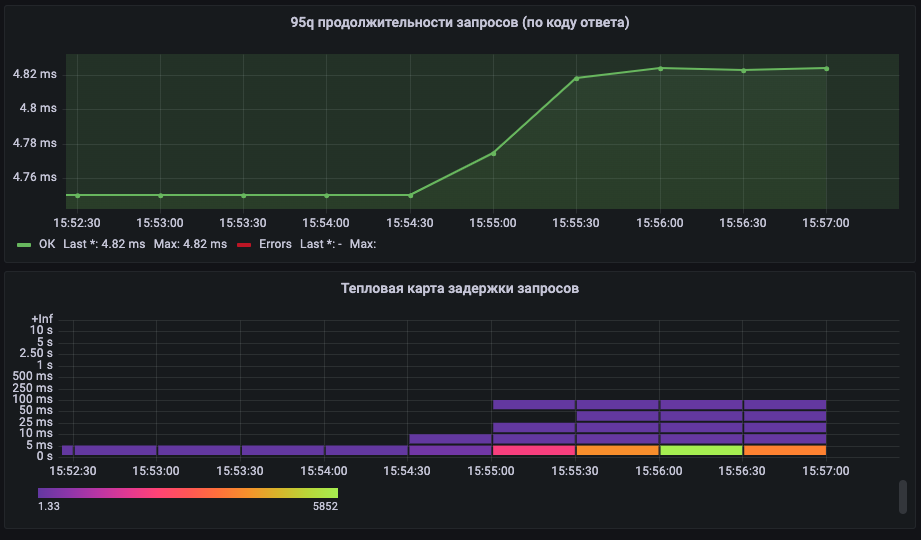 95q продолжительности запросов (по коду ответа)
4.82 ms
4.8 ms
4.78 ms
4.76 ms
15:52:30 15:53:00 15:53:30 15:54:00 15:54:30 15:55:00 15:55:30 15:56:00 15:56:30 15:57:00
OK Last *: 4.82 ms Max: 4.82 ms Errors Last *: - Max:
Тепловая карта задержки запросов
+Inf
10 s
5 s
2.50 s
1 s
500 ms
250 ms
100 ms
50 ms
25 ms
10 ms
5 ms
0 s
15:52:30 15:53:00 15:53:30 15:54:00 15:54:30 15:55:00 15:55:30 15:56:00 15:56:30 15:57:00
1.33 5852